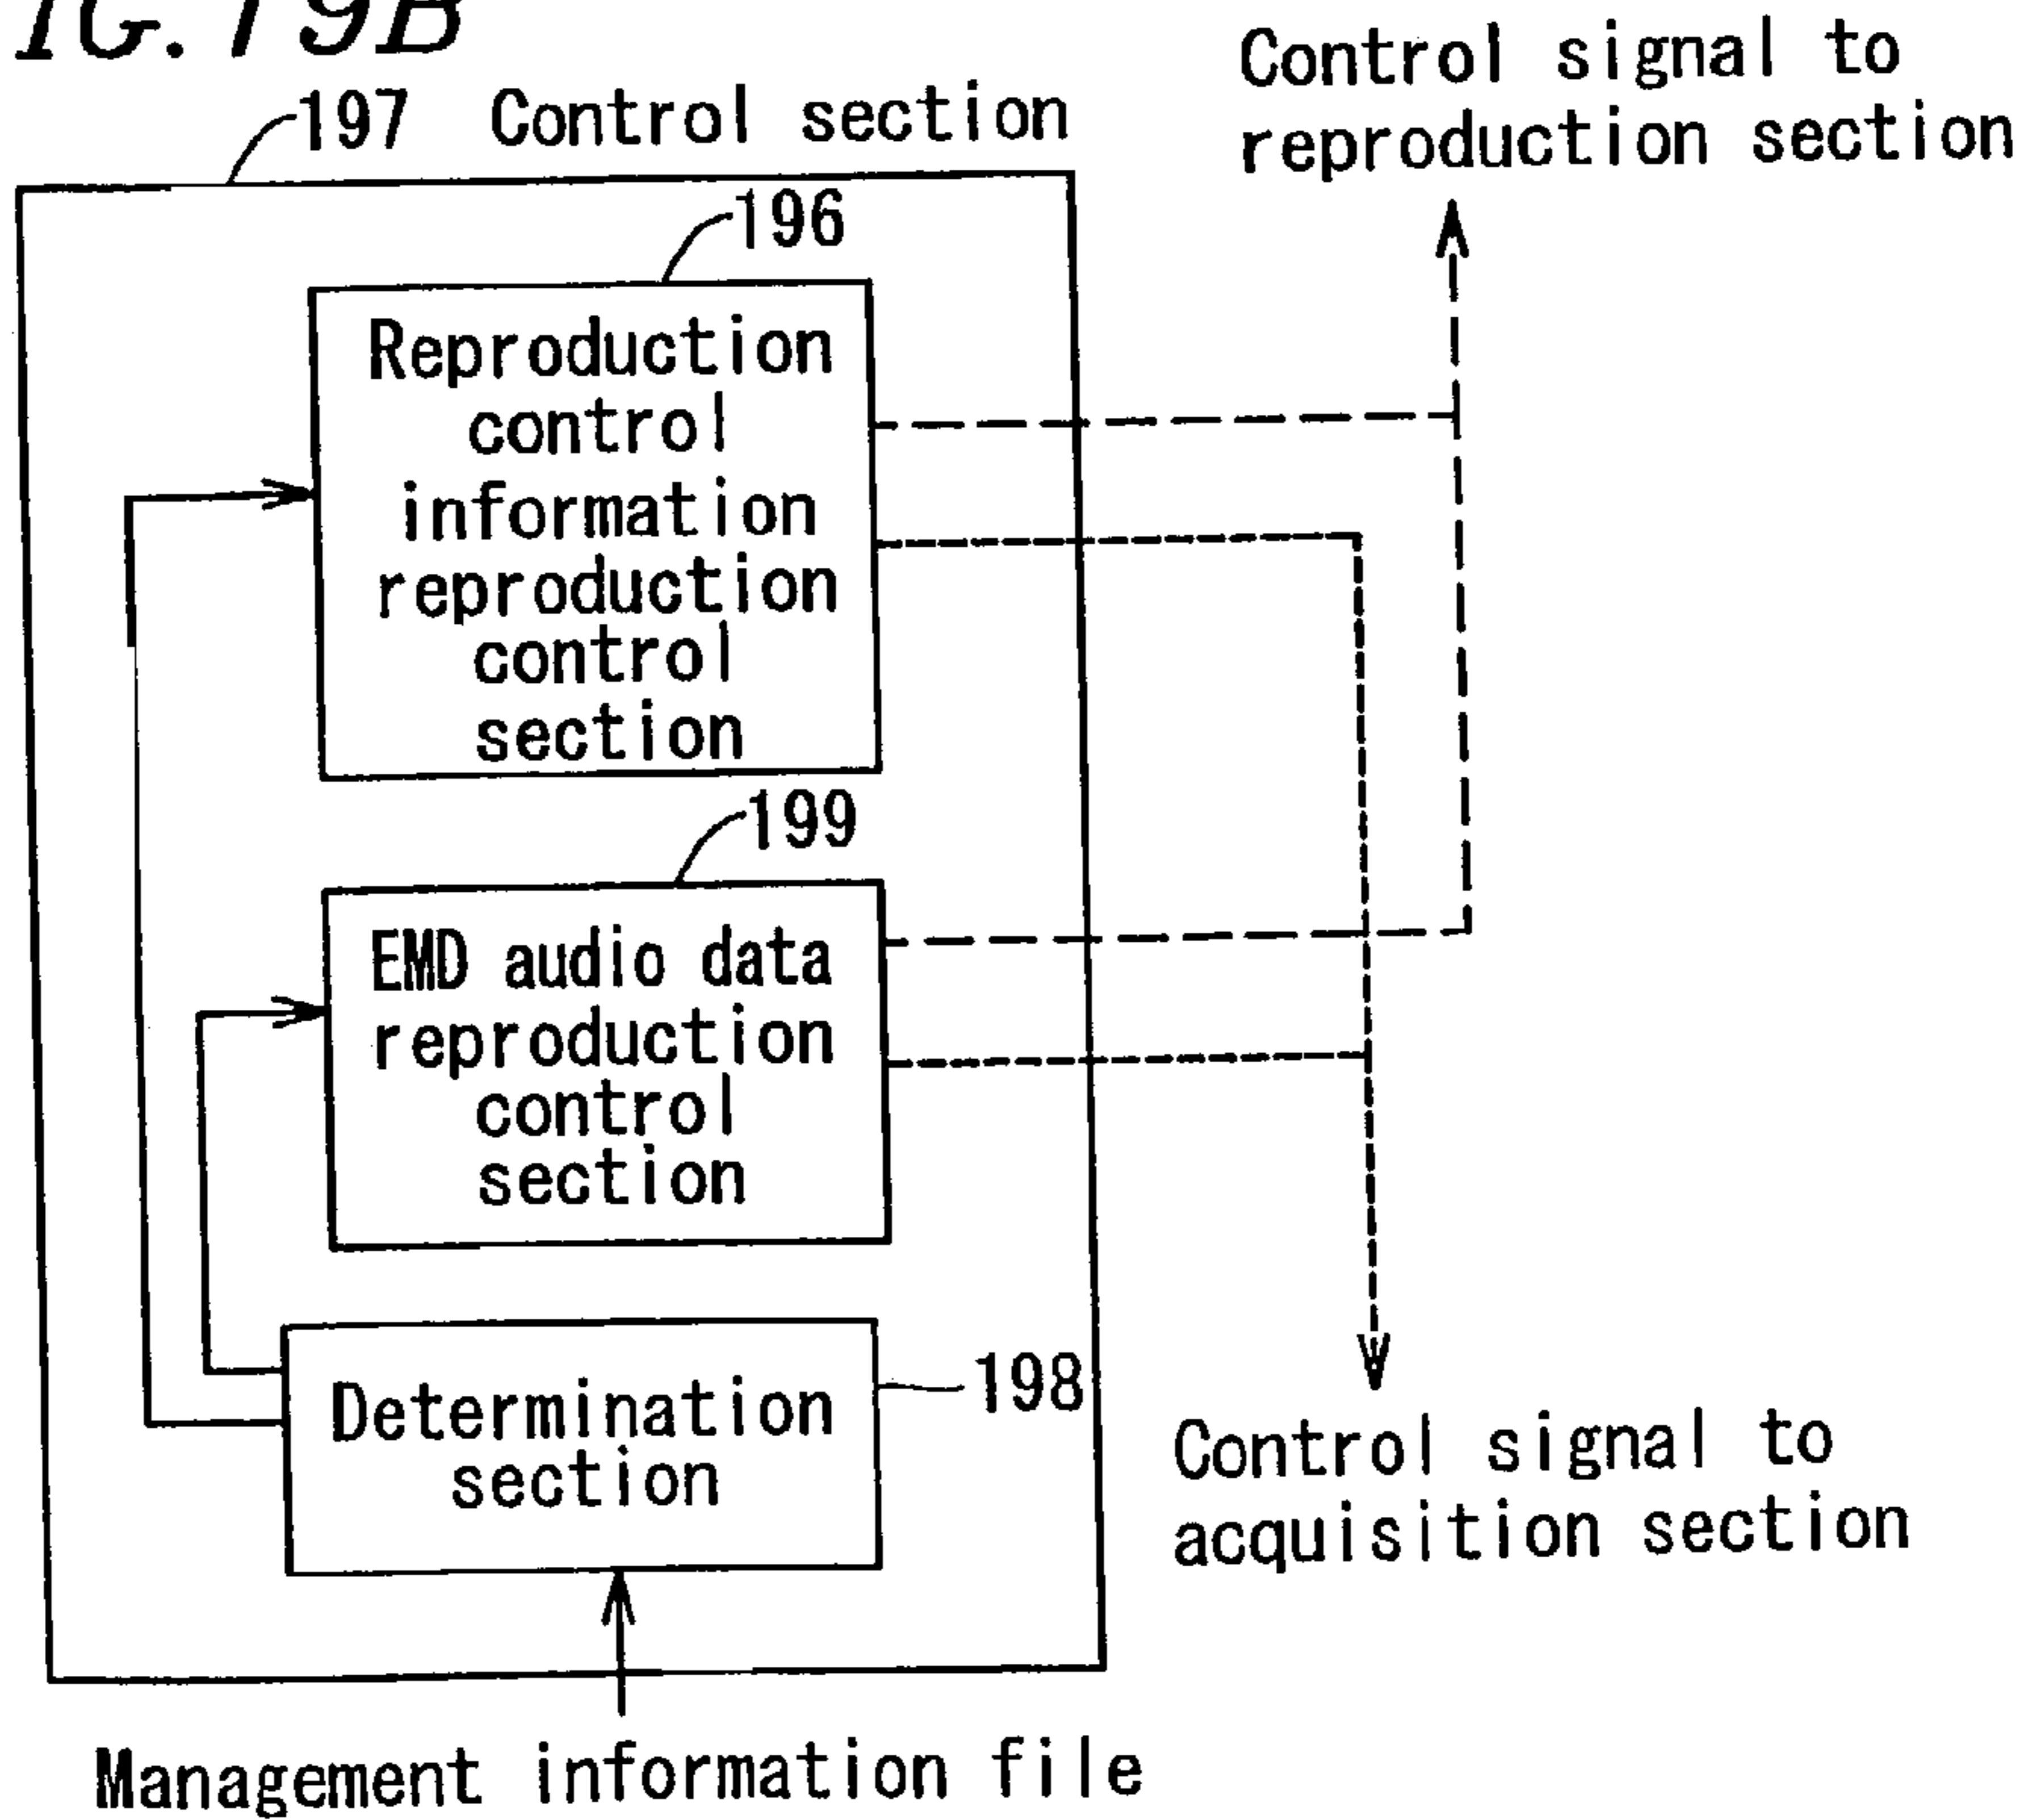 IG. 19B
197 Control section
Control signal to
reproduction section
196
Reproduction
control
information
reproduction
control
section
199
EMD audio data
reproduction
control
section
Determination
section
198
Control signal to
acquisition section
Management information file